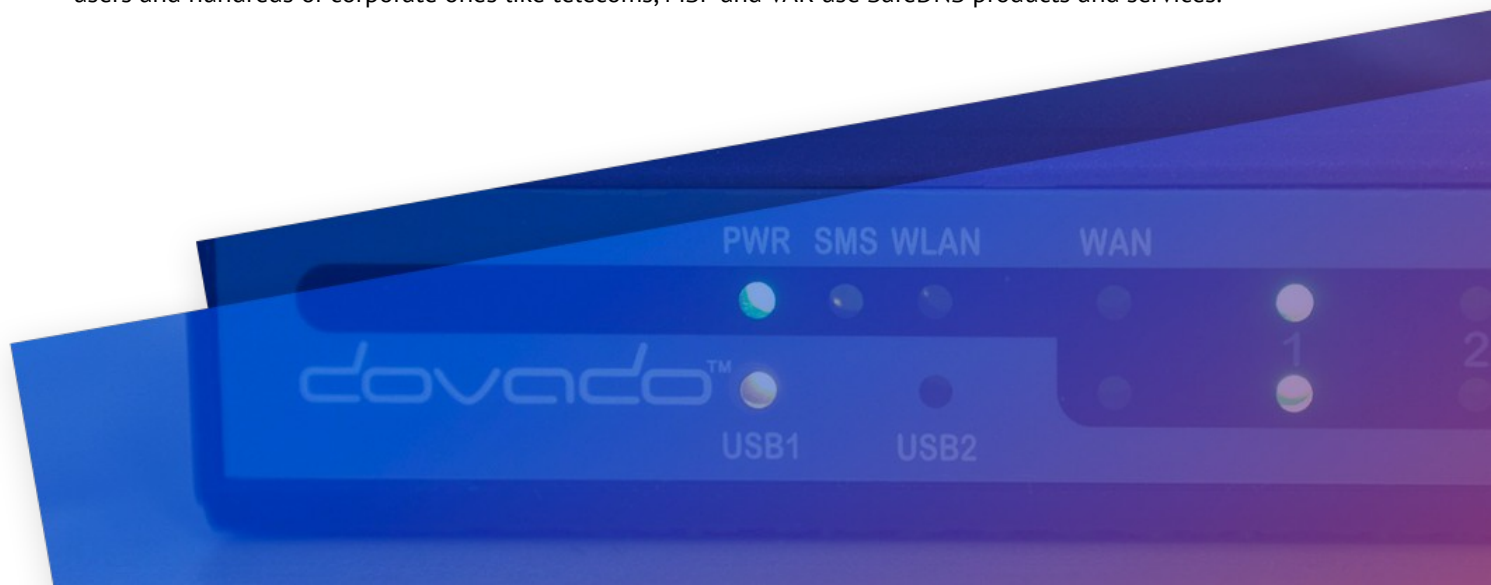 users and hundreds of corporate ones like telecoms, MSP and VAR use SafeDNS products and services.
PWR SMS WLAN WAN
1 2
dovado™
USB1 USB2